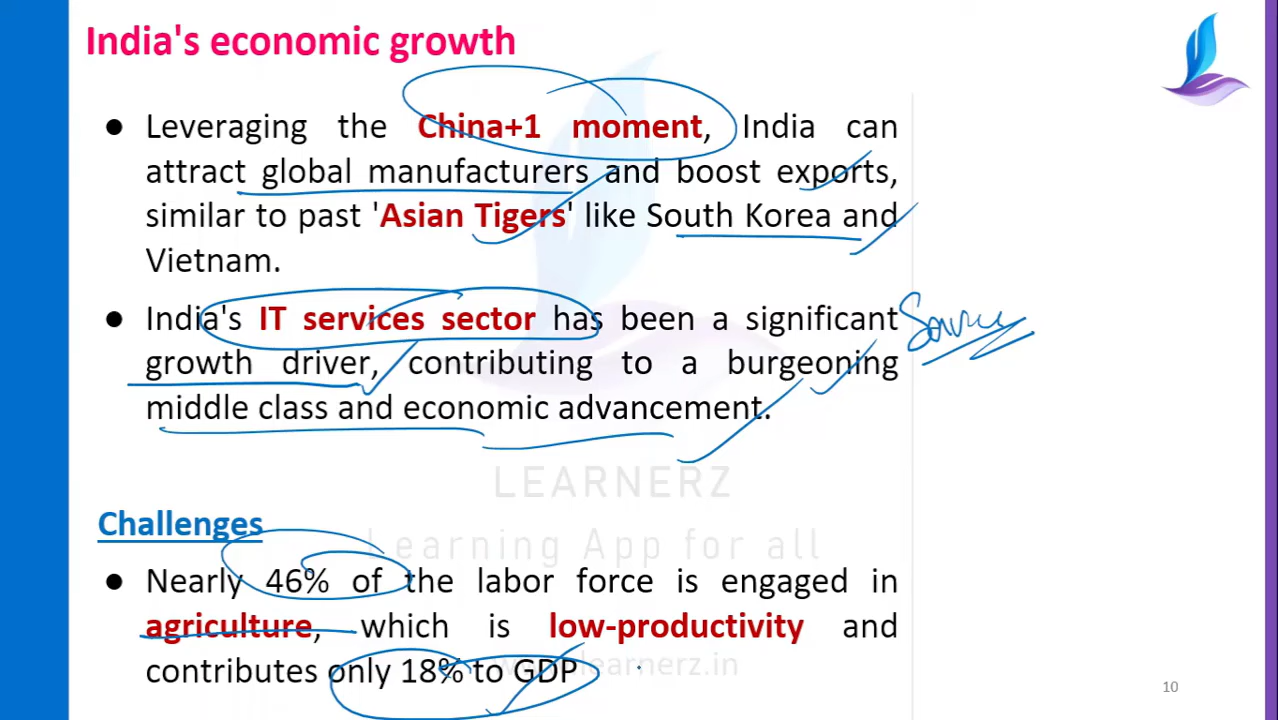 India's economic growth
● Leveraging the China+1 moment, India can
attract global manufacturers and boost exports,
similar to past 'Asian Tigers' like South Korea and
Vietnam.
● India's IT services sector has been a significant
growth driver, contributing to a burgeoning
middle class and economic advancement.
LEARNERZ
Challenges
Learning App for all
● Nearly 46% of the labor force is engaged in
agriculture, which is low-productivity and
contributes only 18% to GDP
10